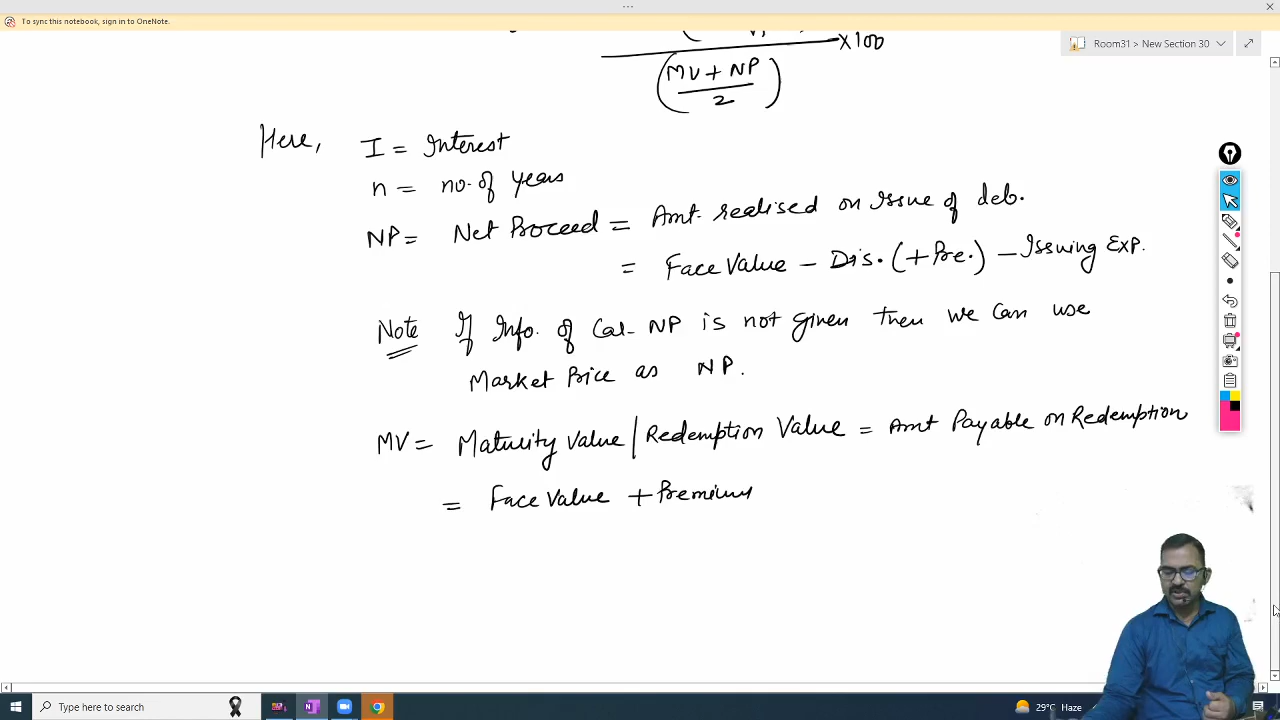 To sync this notebook, sign in to OneNote.
Room31 > New Section 30
x100
(MV + NP
2)
Here, I = Interest
n = no. of years
NP = Net Proceed = Amt. realised on Issue of deb.
= Face Value - Dis. (+Pre.) - Issuing Exp.
Note If Info. of Cal- NP is not given then we can use
Market Price as NP.
MV = Maturity Value | Redemption Value = Amt Payable on Redemption
= Face Value + Premium
Type here to search
29°C Haze